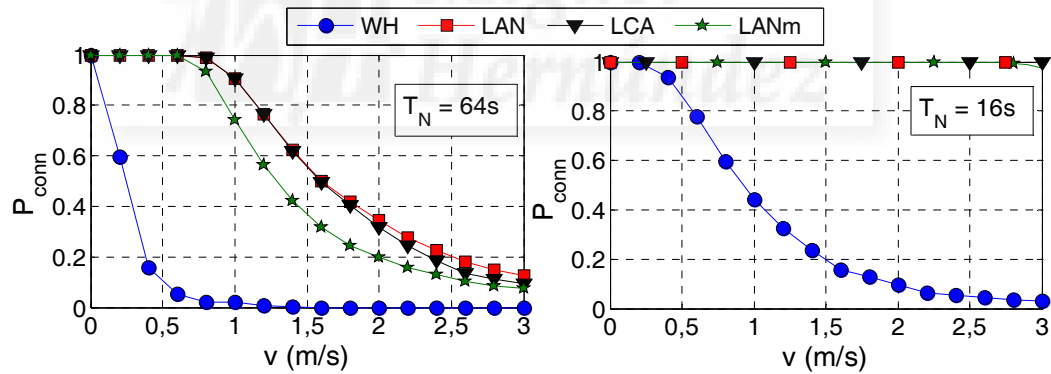 WH LAN LCA LANm
T_N = 64s
P_conn
1
0.8
0.6
0.4
0.2
0
0 0,5 1 1,5 2 2,5 3
v (m/s)
T_N = 16s
P_conn
1
0.8
0.6
0.4
0.2
0
0 0,5 1 1,5 2 2,5 3
v (m/s)
Hernández